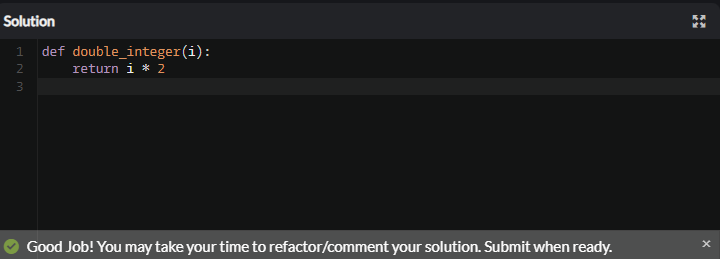 Solution
1 def double_integer(i):
2     return i * 2
3
Good Job! You may take your time to refactor/comment your solution. Submit when ready.